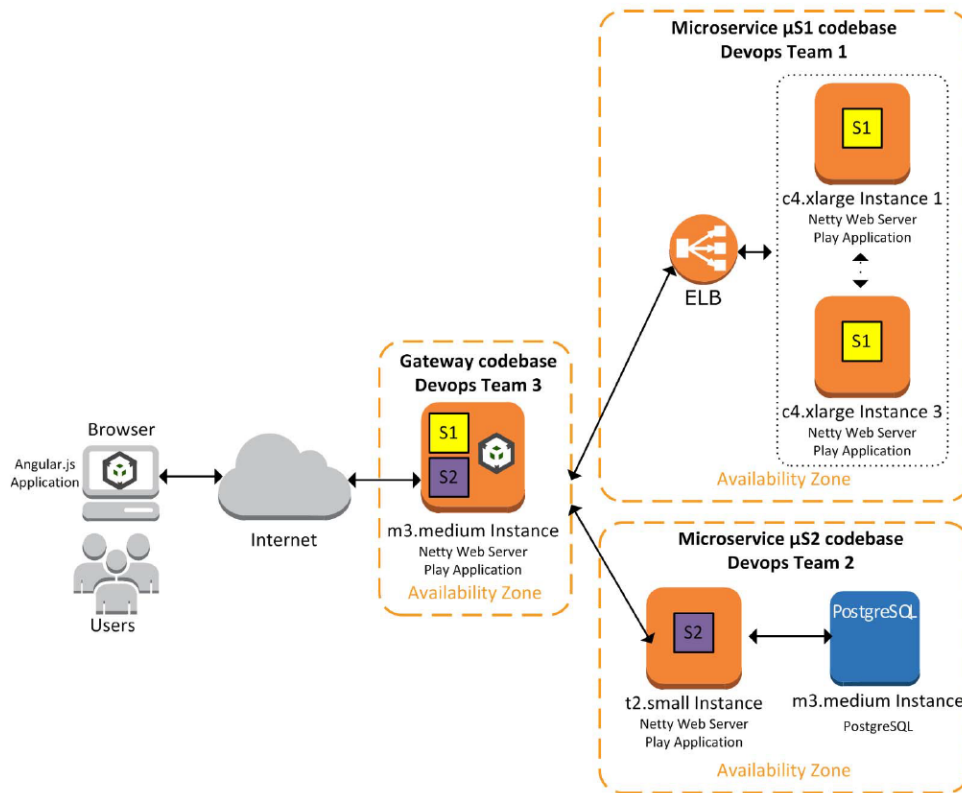 Microservice µS1 codebase
Devops Team 1
S1
c4.xlarge Instance 1
Netty Web Server
Play Application
ELB
S1
c4.xlarge Instance 3
Netty Web Server
Play Application
Availability Zone
Gateway codebase
Devops Team 3
S1
S2
m3.medium Instance
Netty Web Server
Play Application
Availability Zone
Browser
Angular.js
Application
Internet
Users
Microservice µS2 codebase
Devops Team 2
S2
t2.small Instance
Netty Web Server
Play Application
PostgreSQL
m3.medium Instance
PostgreSQL
Availability Zone